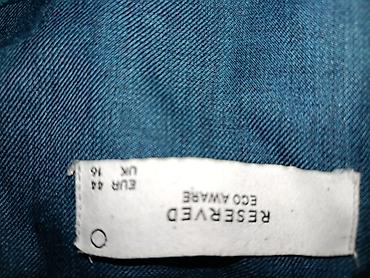 RESERVED
ECO AWARE
EUR 44
UK 16